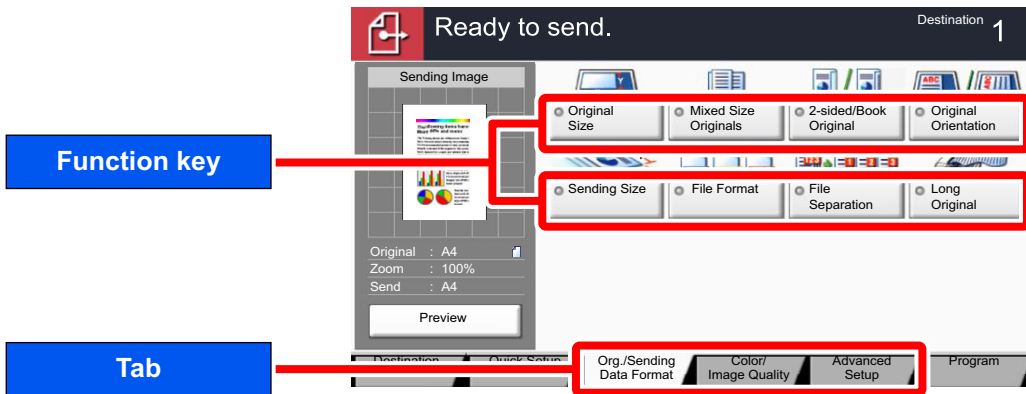 Ready to send.
Destination 1
Sending Image
ABC
Original Size
Mixed Size Originals
2-sided/Book Original
Original Orientation
Function key
Sending Size
File Format
File Separation
Long Original
Original : A4
Zoom : 100%
Send : A4
Preview
Tab
Destination
Quick Setup
Org./Sending Data Format
Color/ Image Quality
Advanced Setup
Program